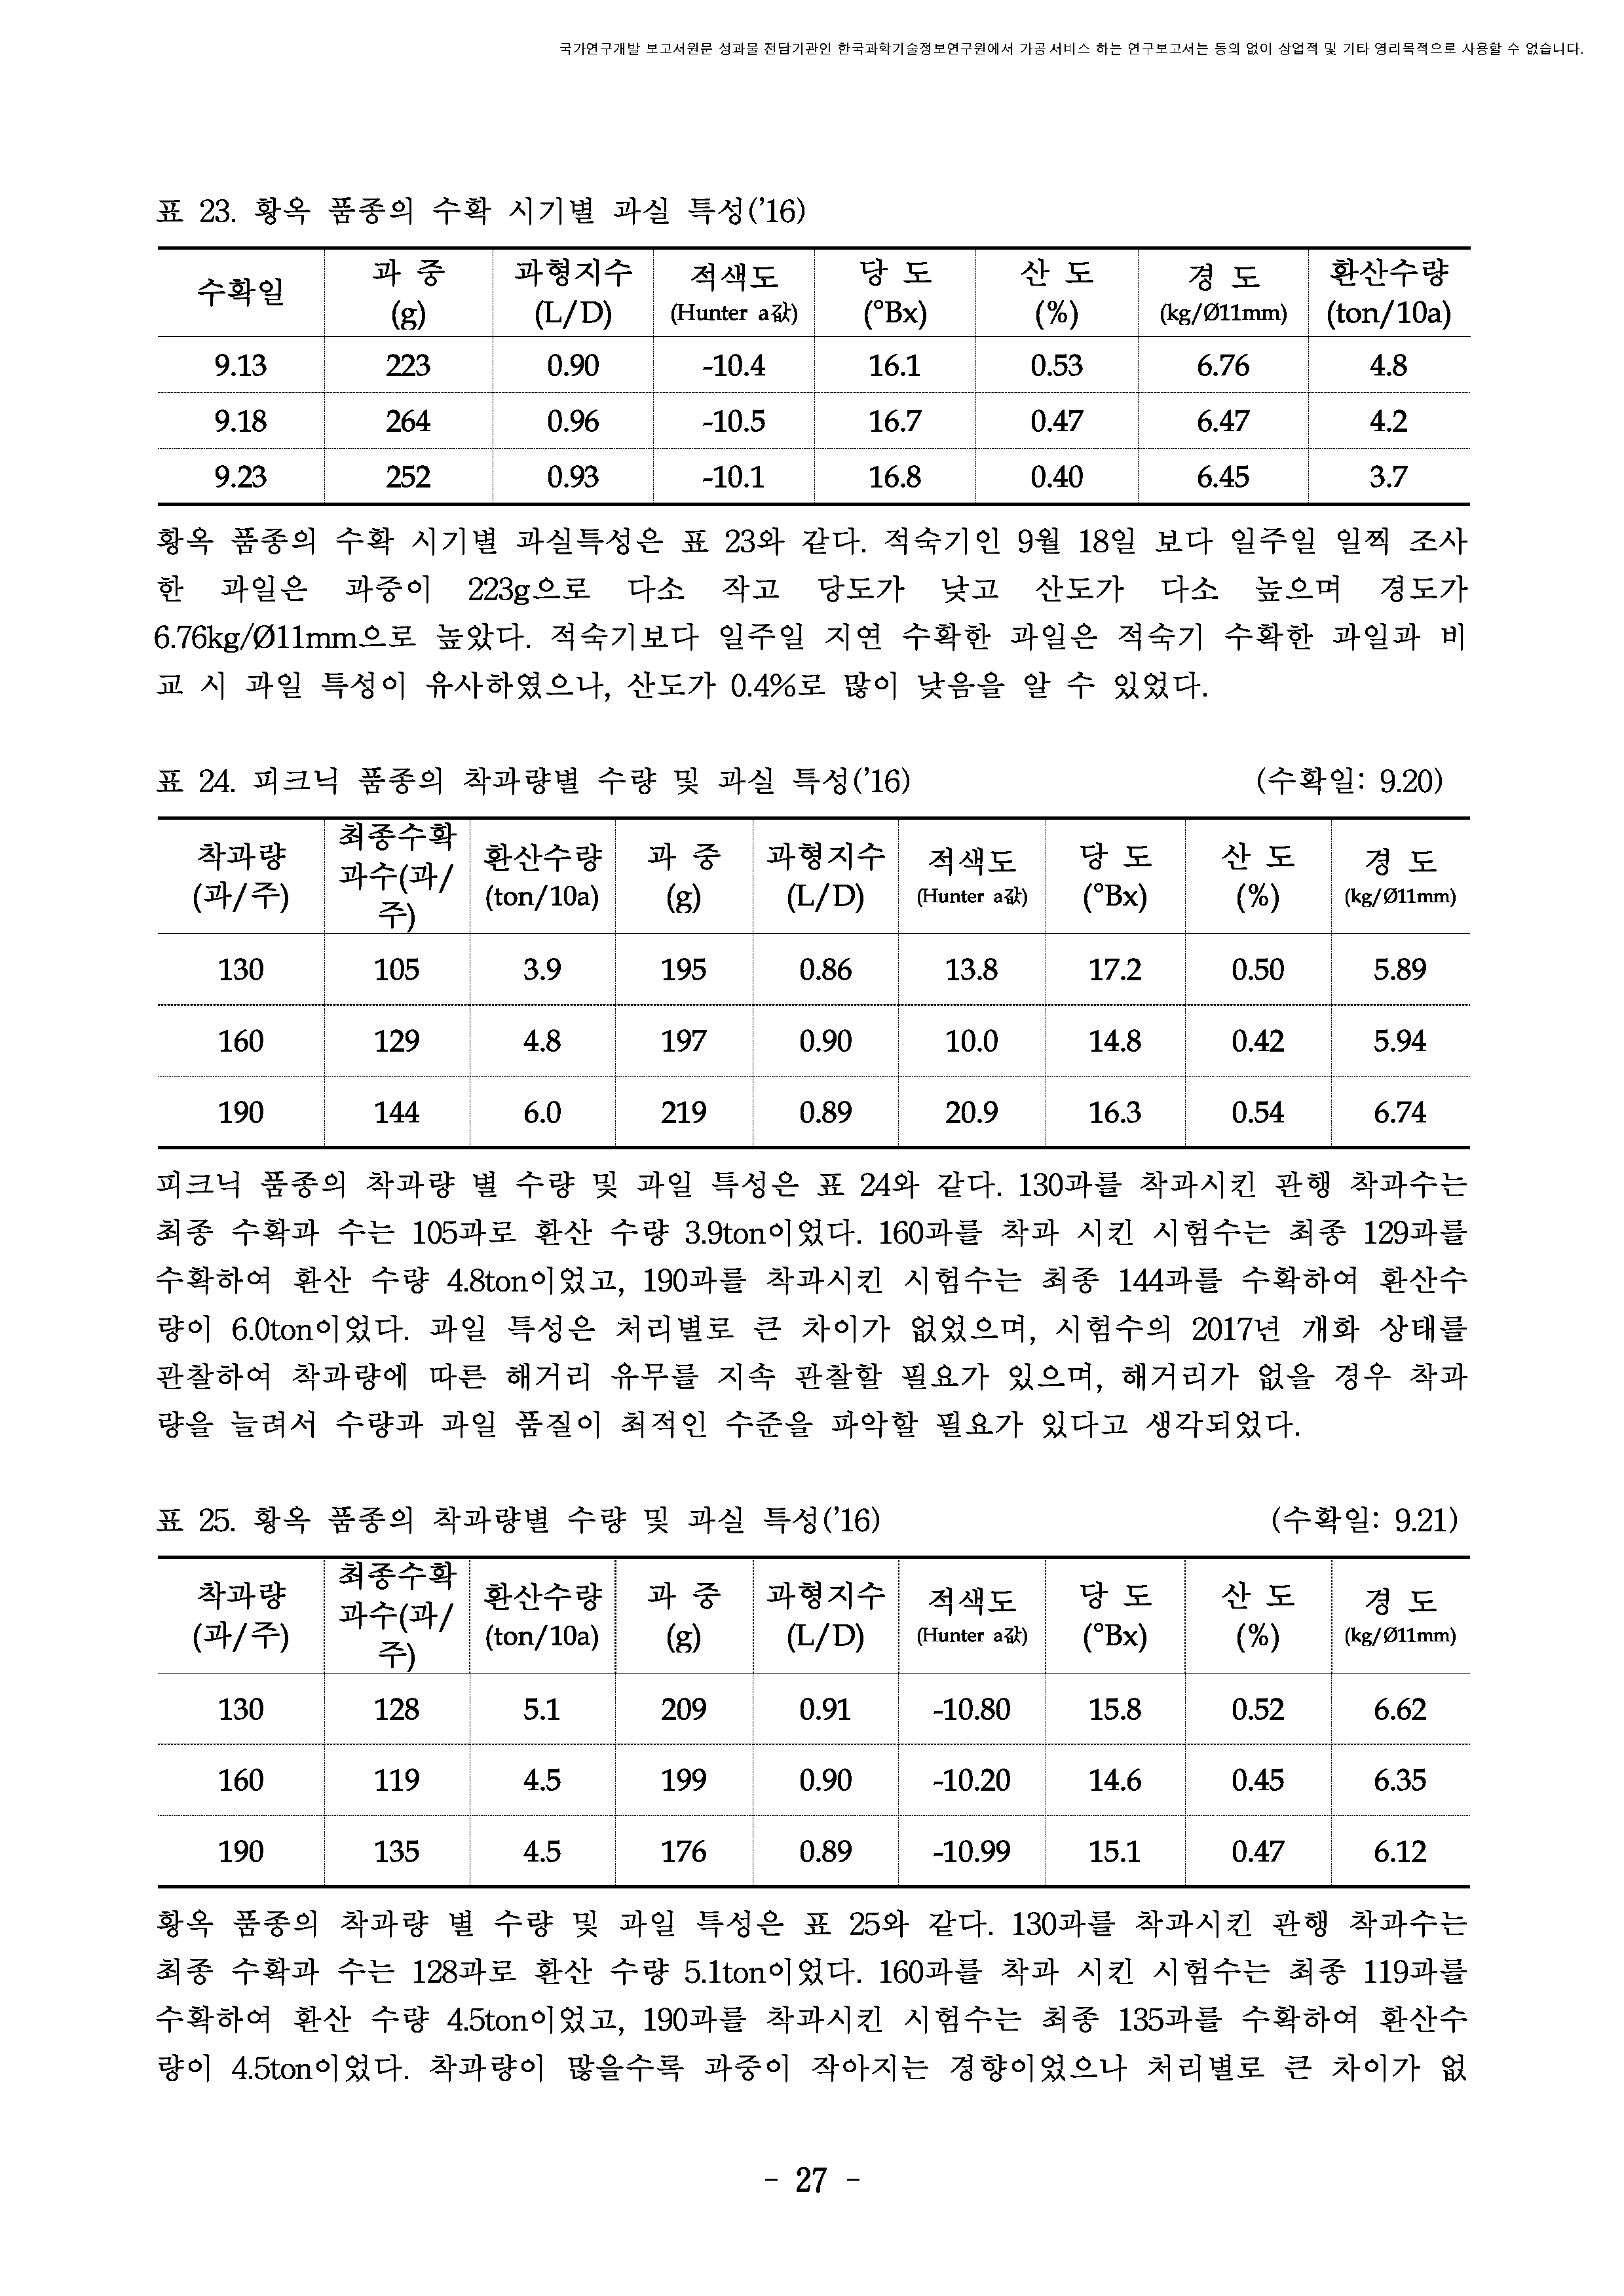 국가연구개발 보고서원문 성과물 전담기관인 한국과학기술정보연구원에서 가공·서비스 하는 연구보고서는 동의 없이 상업적 및 기타 영리목적으로 사용할 수 없습니다.
표 23. 황옥 품종의 수확 시기별 과실 특성('16)
수확일 과 중 (g) 과형지수 (L/D) 적색도 (Hunter a값) 당 도 (°Bx) 산 도 (%) 경 도 (kg/Ø11mm) 환산수량 (ton/10a)
9.13 223 0.90 -10.4 16.1 0.53 6.76 4.8
9.18 264 0.96 -10.5 16.7 0.47 6.47 4.2
9.23 252 0.93 -10.1 16.8 0.40 6.45 3.7
황옥 품종의 수확 시기별 과실특성은 표 23와 같다. 적숙기인 9월 18일 보다 일주일 일찍 조사
한 과일은 과중이 223g으로 다소 작고 당도가 낮고 산도가 다소 높으며 경도가
6.76kg/Ø11mm으로 높았다. 적숙기보다 일주일 지연 수확한 과일은 적숙기 수확한 과일과 비
교 시 과일 특성이 유사하였으나, 산도가 0.4%로 많이 낮음을 알 수 있었다.
표 24. 피크닉 품종의 착과량별 수량 및 과실 특성('16) (수확일: 9.20)
착과량 (과/주) 최종수확 과수(과/ 주) 환산수량 (ton/10a) 과 중 (g) 과형지수 (L/D) 적색도 (Hunter a값) 당 도 (°Bx) 산 도 (%) 경 도 (kg/Ø11mm)
130 105 3.9 195 0.86 13.8 17.2 0.50 5.89
160 129 4.8 197 0.90 10.0 14.8 0.42 5.94
190 144 6.0 219 0.89 20.9 16.3 0.54 6.74
피크닉 품종의 착과량 별 수량 및 과일 특성은 표 24와 같다. 130과를 착과시킨 관행 착과수는
최종 수확과 수는 105과로 환산 수량 3.9ton이었다. 160과를 착과 시킨 시험수는 최종 129과를
수확하여 환산 수량 4.8ton이었고, 190과를 착과시킨 시험수는 최종 144과를 수확하여 환산수
량이 6.0ton이었다. 과일 특성은 처리별로 큰 차이가 없었으며, 시험수의 2017년 개화 상태를
관찰하여 착과량에 따른 해거리 유무를 지속 관찰할 필요가 있으며, 해거리가 없을 경우 착과
량을 늘려서 수량과 과일 품질이 최적인 수준을 파악할 필요가 있다고 생각되었다.
표 25. 황옥 품종의 착과량별 수량 및 과실 특성('16) (수확일: 9.21)
착과량 (과/주) 최종수확 과수(과/ 주) 환산수량 (ton/10a) 과 중 (g) 과형지수 (L/D) 적색도 (Hunter a값) 당 도 (°Bx) 산 도 (%) 경 도 (kg/Ø11mm)
130 128 5.1 209 0.91 -10.80 15.8 0.52 6.62
160 119 4.5 199 0.90 -10.20 14.6 0.45 6.35
190 135 4.5 176 0.89 -10.99 15.1 0.47 6.12
황옥 품종의 착과량 별 수량 및 과일 특성은 표 25와 같다. 130과를 착과시킨 관행 착과수는
최종 수확과 수는 128과로 환산 수량 5.1ton이었다. 160과를 착과 시킨 시험수는 최종 119과를
수확하여 환산 수량 4.5ton이었고, 190과를 착과시킨 시험수는 최종 135과를 수확하여 환산수
량이 4.5ton이었다. 착과량이 많을수록 과중이 작아지는 경향이었으나 처리별로 큰 차이가 없
- 27 -